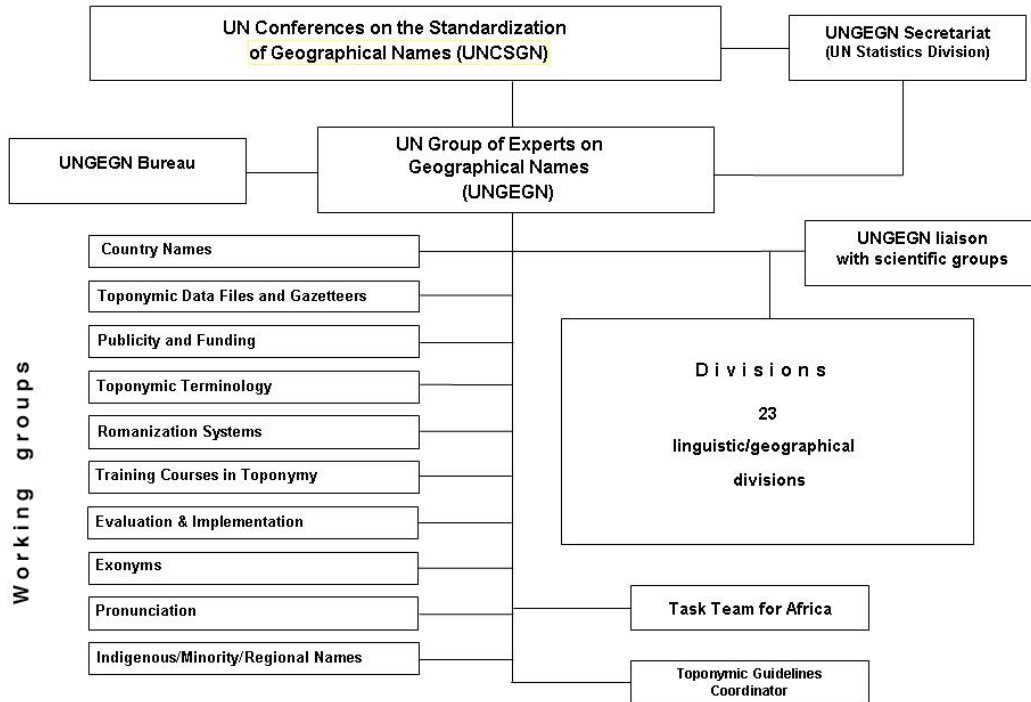 UN Conferences on the Standardization
of Geographical Names (UNCSGN)
UNGEGN Secretariat
(UN Statistics Division)
UN Group of Experts on
Geographical Names
(UNGEGN)
UNGEGN Bureau
UNGEGN liaison
with scientific groups
Working groups
Country Names
Toponymic Data Files and Gazetteers
Publicity and Funding
Toponymic Terminology
Romanization Systems
Training Courses in Toponymy
Evaluation & Implementation
Exonyms
Pronunciation
Indigenous/Minority/Regional Names
Divisions
23
linguistic/geographical
divisions
Task Team for Africa
Toponymic Guidelines
Coordinator